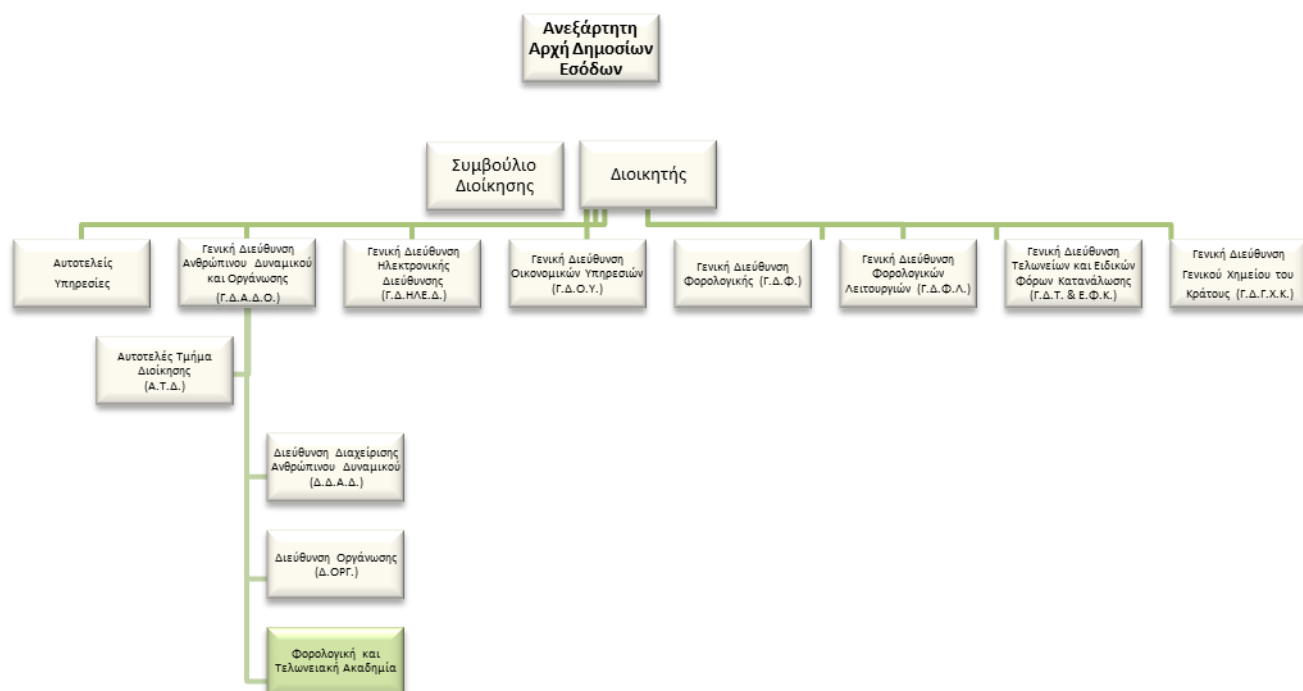 Ανεξάρτητη
Αρχή Δημοσίων
Εσόδων
Συμβούλιο
Διοίκησης
Διοικητής
Αυτοτελείς
Υπηρεσίες
Γενική Διεύθυνση
Ανθρώπινου Δυναμικού
και Οργάνωσης
(Γ.Δ.Α.Δ.Ο.)
Γενική Διεύθυνση
Ηλεκτρονικής
Διεύθυνσης
(Γ.Δ.ΗΛΕ.Δ.)
Γενική Διεύθυνση
Οικονομικών Υπηρεσιών
(Γ.Δ.Ο.Υ.)
Γενική Διεύθυνση
Φορολογικής (Γ.Δ.Φ.)
Γενική Διεύθυνση
Φορολογικών
Λειτουργιών (Γ.Δ.Φ.Λ.)
Γενική Διεύθυνση
Τελωνείων και Ειδικών
Φόρων Κατανάλωσης
(Γ.Δ.Τ. & Ε.Φ.Κ.)
Γενική Διεύθυνση
Γενικού Χημείου του
Κράτους (Γ.Δ.Γ.Χ.Κ.)
Αυτοτελές Τμήμα
Διοίκησης
(Α.Τ.Δ.)
Διεύθυνση Διαχείρισης
Ανθρώπινου Δυναμικού
(Δ.Δ.Α.Δ.)
Διεύθυνση Οργάνωσης
(Δ.ΟΡΓ.)
Φορολογική και
Τελωνειακή Ακαδημία